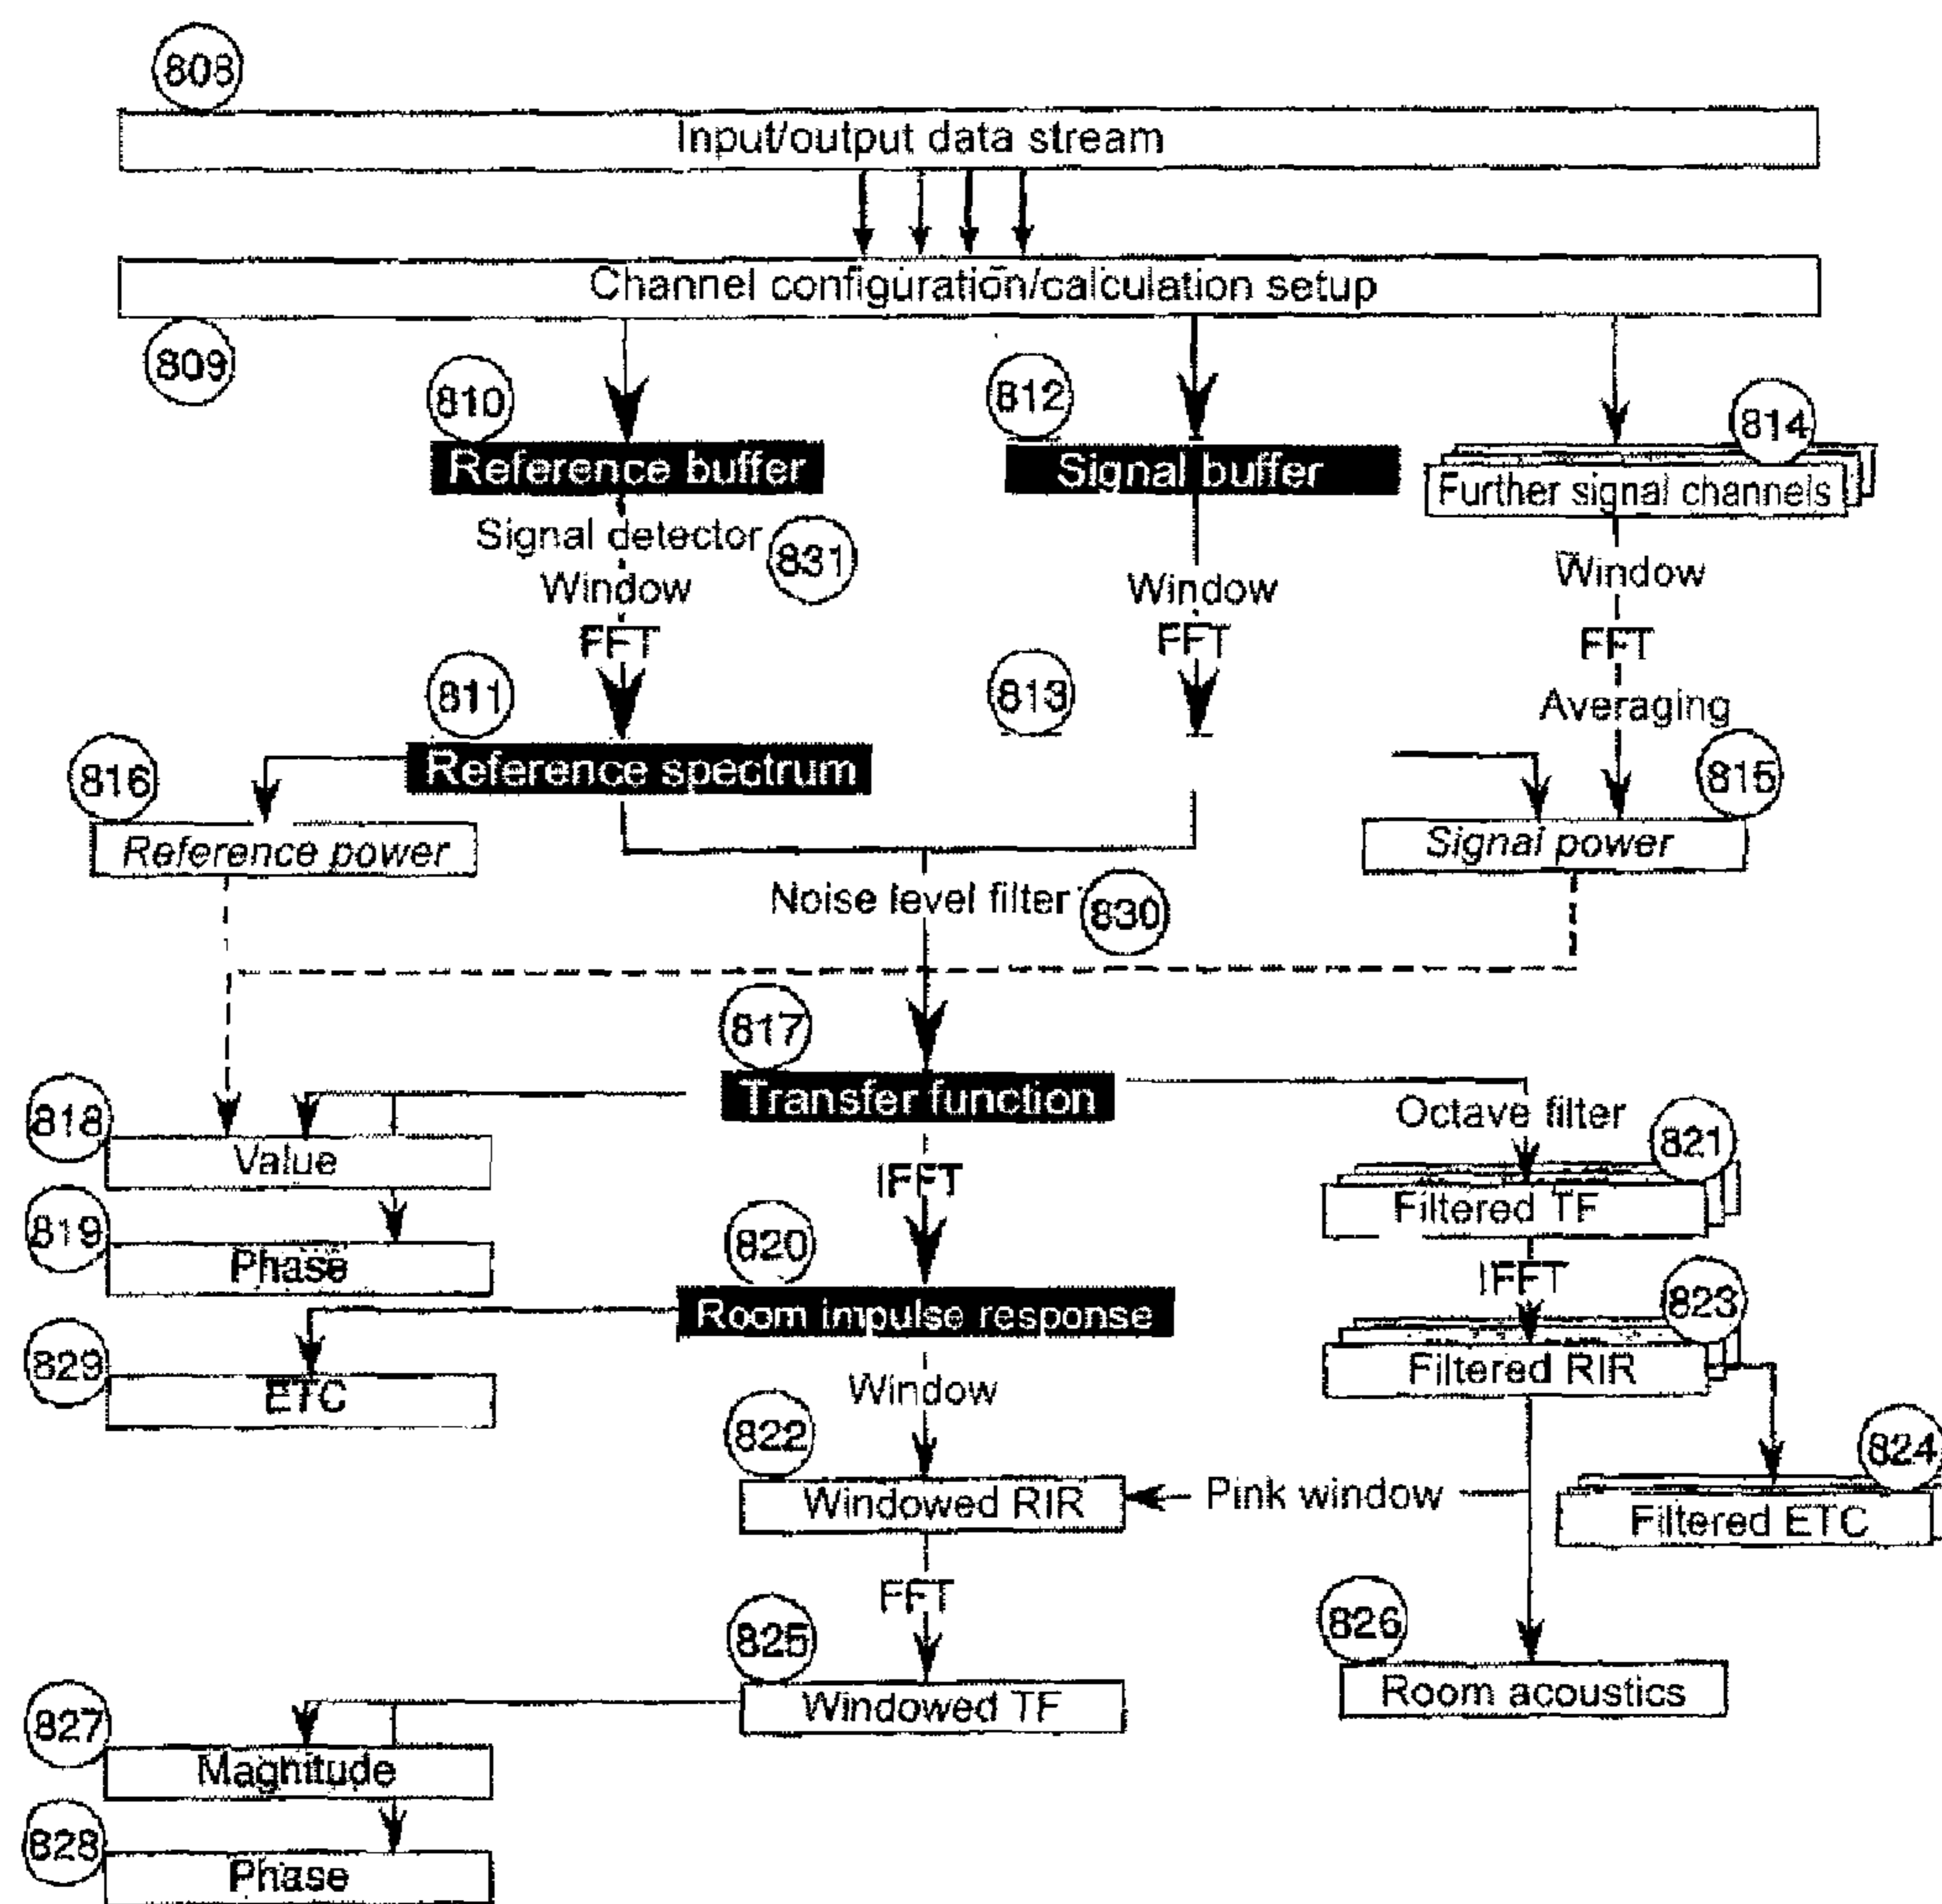 808
Input/output data stream
Channel configuration/calculation setup
809
810
812
814
Reference buffer
Signal buffer
Further signal channels
Signal detector
831
Window
Window
Window
FFT
FFT
FFT
811
813
Averaging
816
Reference spectrum
815
Reference power
Signal power
Noise level filter
830
817
818
Transfer function
Octave filter
821
Value
IFFT
Filtered TF
819
820
Phase
IFFT
823
Room impulse response
829
Filtered RIR
ETC
Window
822
824
Windowed RIR
Pink window
Filtered ETC
FFT
825
826
Windowed TF
Room acoustics
827
Magnitude
828
Phase